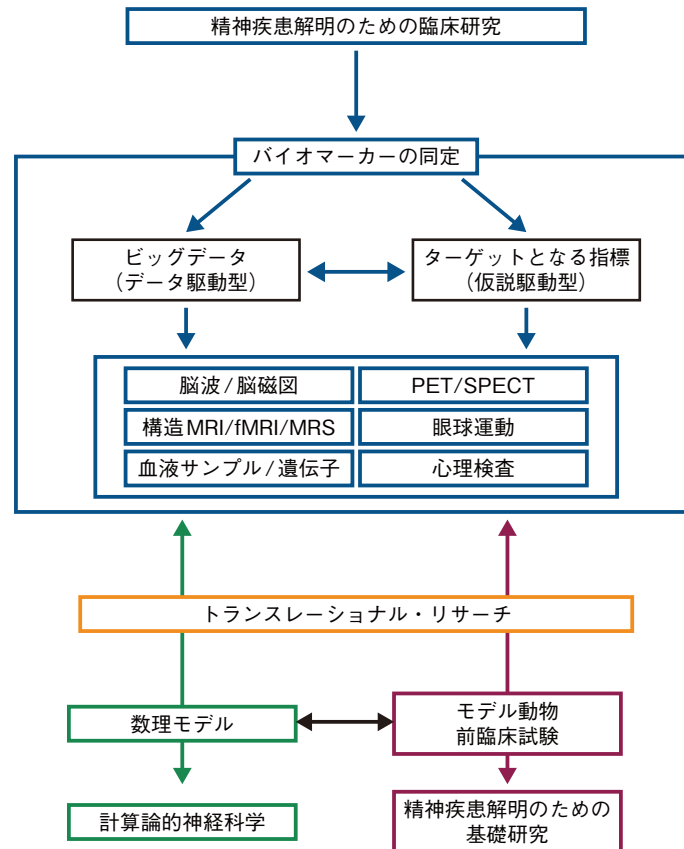 精神疾患解明のための臨床研究
バイオマーカーの同定
ビッグデータ
（データ駆動型）
ターゲットとなる指標
（仮説駆動型）
脳波/脳磁図
PET/SPECT
構造MRI/fMRI/MRS
眼球運動
血液サンプル/遺伝子
心理検査
トランスレーショナル・リサーチ
数理モデル
モデル動物
前臨床試験
計算論的神経科学
精神疾患解明のための
基礎研究